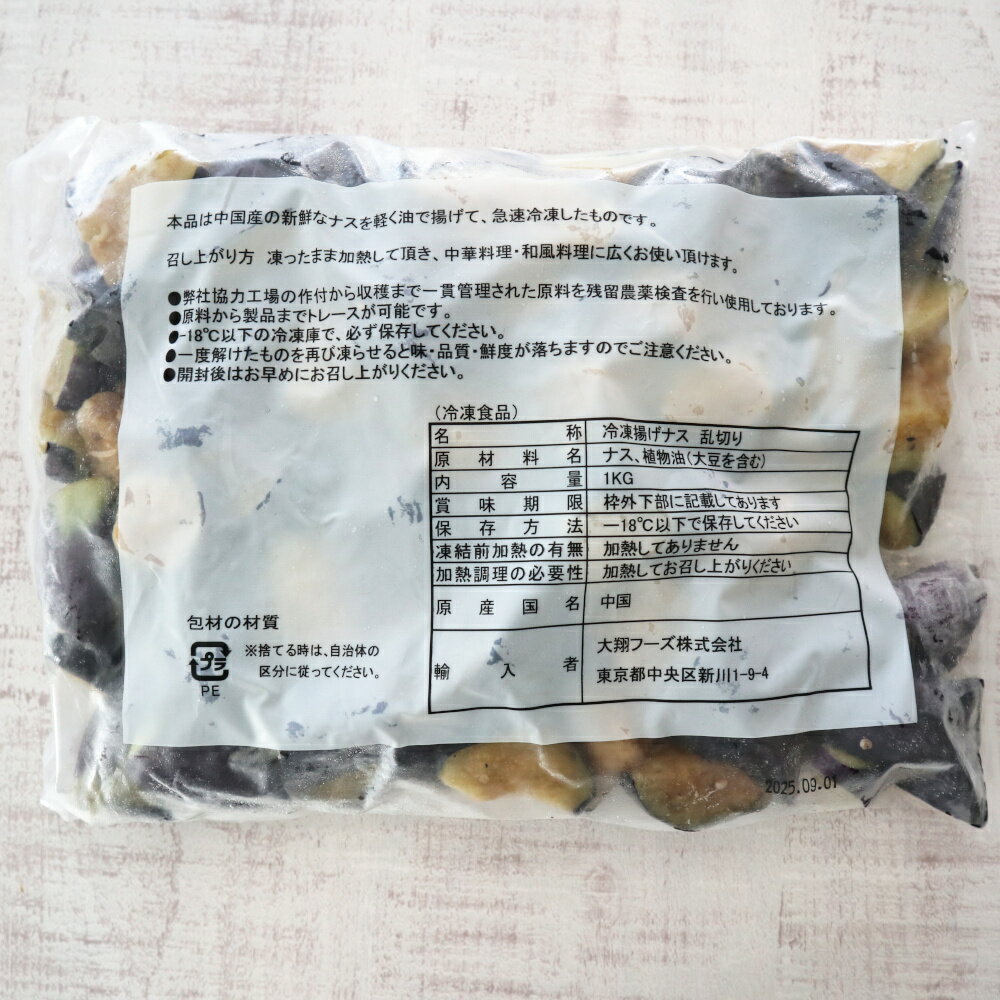 本品は中国産の新鮮なナスを軽く油で揚げて、急速冷凍したものです。
召し上がり方 凍ったまま加熱して頂き、中華料理・和風料理に広くお使い頂けます。
●弊社協力工場の作付から収穫まで一貫管理された原料を残留農薬検査を行い使用しております。
●原料から製品までトレースが可能です。
●-18℃以下の冷凍庫で、必ず保存してください。
●一度解けたものを再び凍らせると味・品質・鮮度が落ちますのでご注意ください。
●開封後はお早めにお召し上がりください。
(冷凍食品)
名称 冷凍揚げナス 乱切り
原材料名 ナス、植物油(大豆を含む)
内容量 1KG
賞味期限 枠外下部に記載してあります
保存方法 -18℃以下で保存してください
凍結前加熱の有無 加熱してありません
加熱調理の必要性 加熱してお召し上がりください
原産国名 中国
輸入者 大翔フーズ株式会社
東京都中央区新川1-9-4
包材の材質
プラ
PE
※捨てる時は、自治体の
区分に従ってください。
2025.09.01